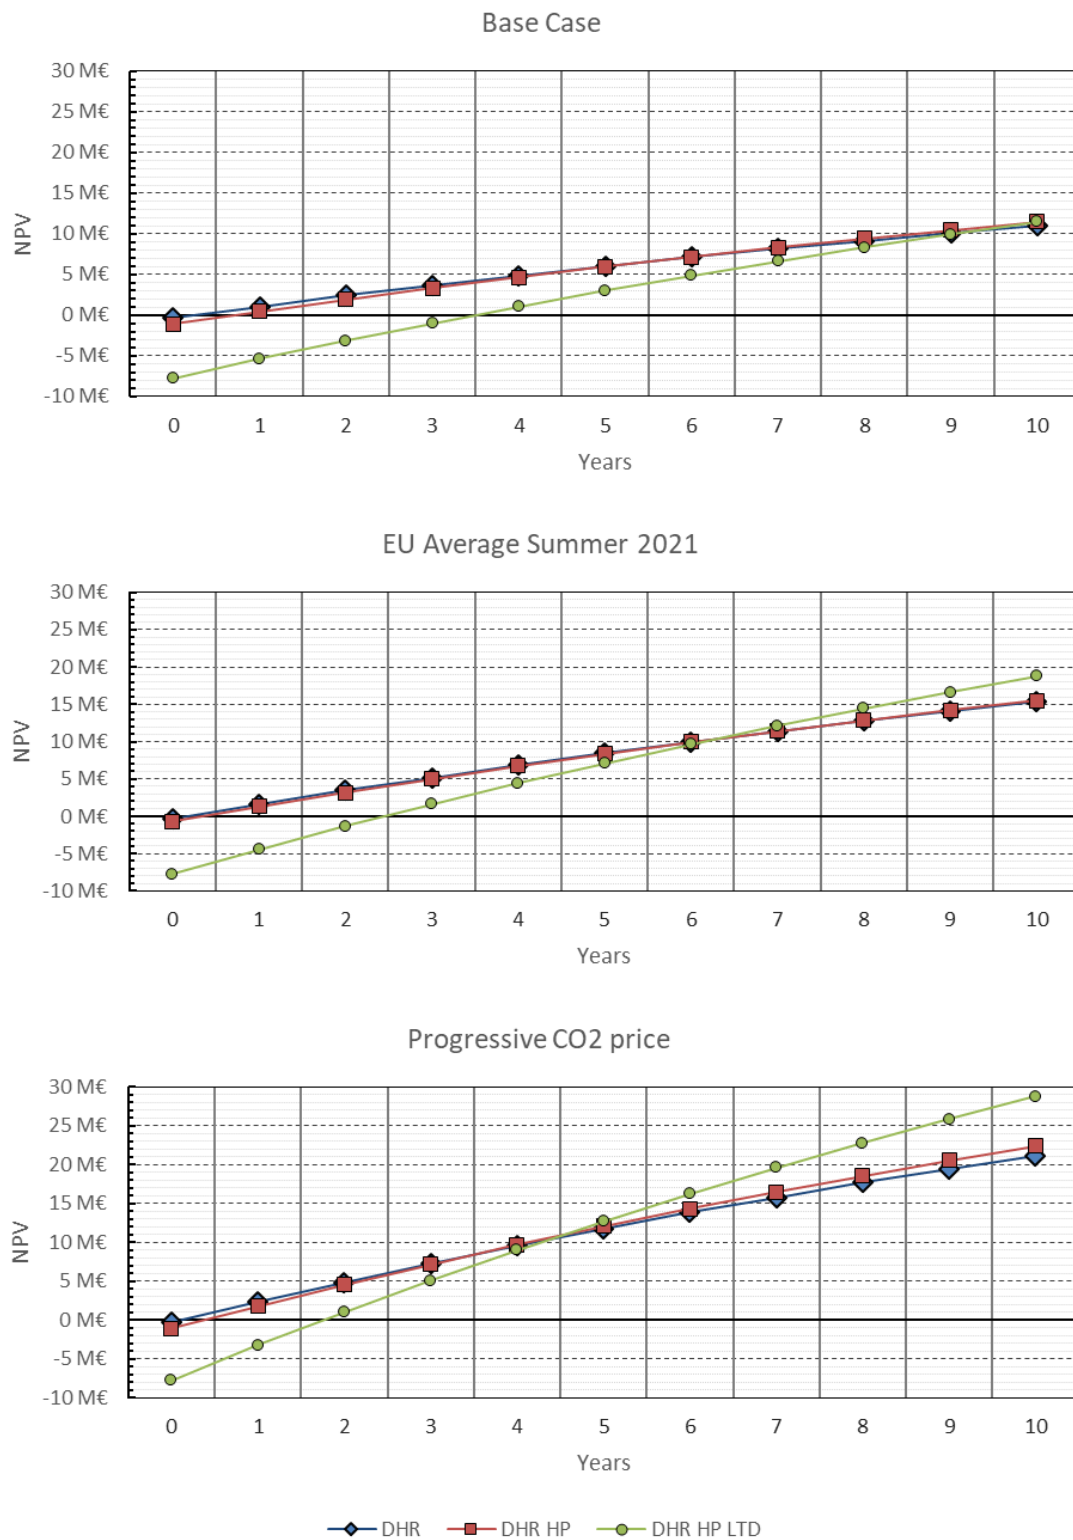 Base Case
30 M€
25 M€
20 M€
15 M€
10 M€
5 M€
0 M€
-5 M€
-10 M€
NPV
0 1 2 3 4 5 6 7 8 9 10
Years
EU Average Summer 2021
30 M€
25 M€
20 M€
15 M€
10 M€
5 M€
0 M€
-5 M€
-10 M€
NPV
0 1 2 3 4 5 6 7 8 9 10
Years
Progressive CO2 price
30 M€
25 M€
20 M€
15 M€
10 M€
5 M€
0 M€
-5 M€
-10 M€
NPV
0 1 2 3 4 5 6 7 8 9 10
Years
DHR DHR HP DHR HP LTD